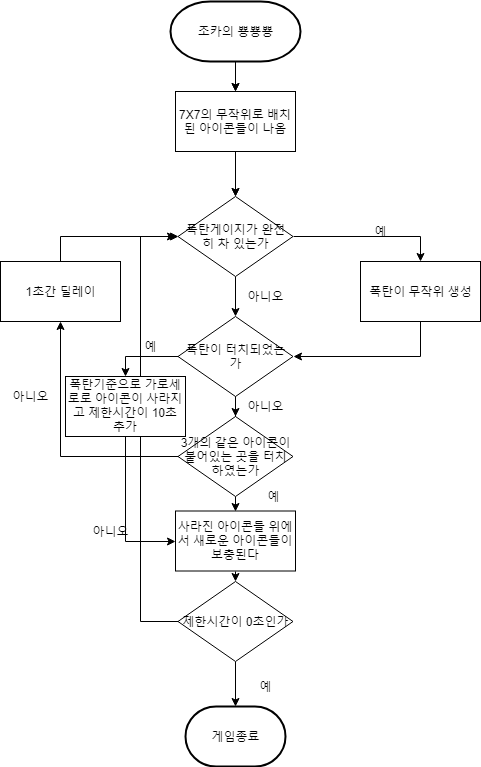 조카의 뿅뿅뿅
7X7의 무작위로 배치
된 아이콘들이 나옴
폭탄게이지가 완전
히 차 있는가
예
1초간 딜레이
폭탄이 무작위 생성
아니오
폭탄이 터치되었는
가
예
폭탄기준으로 가로세
로로 아이콘이 사라지
고 제한시간이 10초
추가
아니오
아니오
3개의 같은 아이콘이
붙어있는 곳을 터치
하였는가
예
아니오
사라진 아이콘들 위에
서 새로운 아이콘들이
보충된다
제한시간이 0초인가
예
게임종료